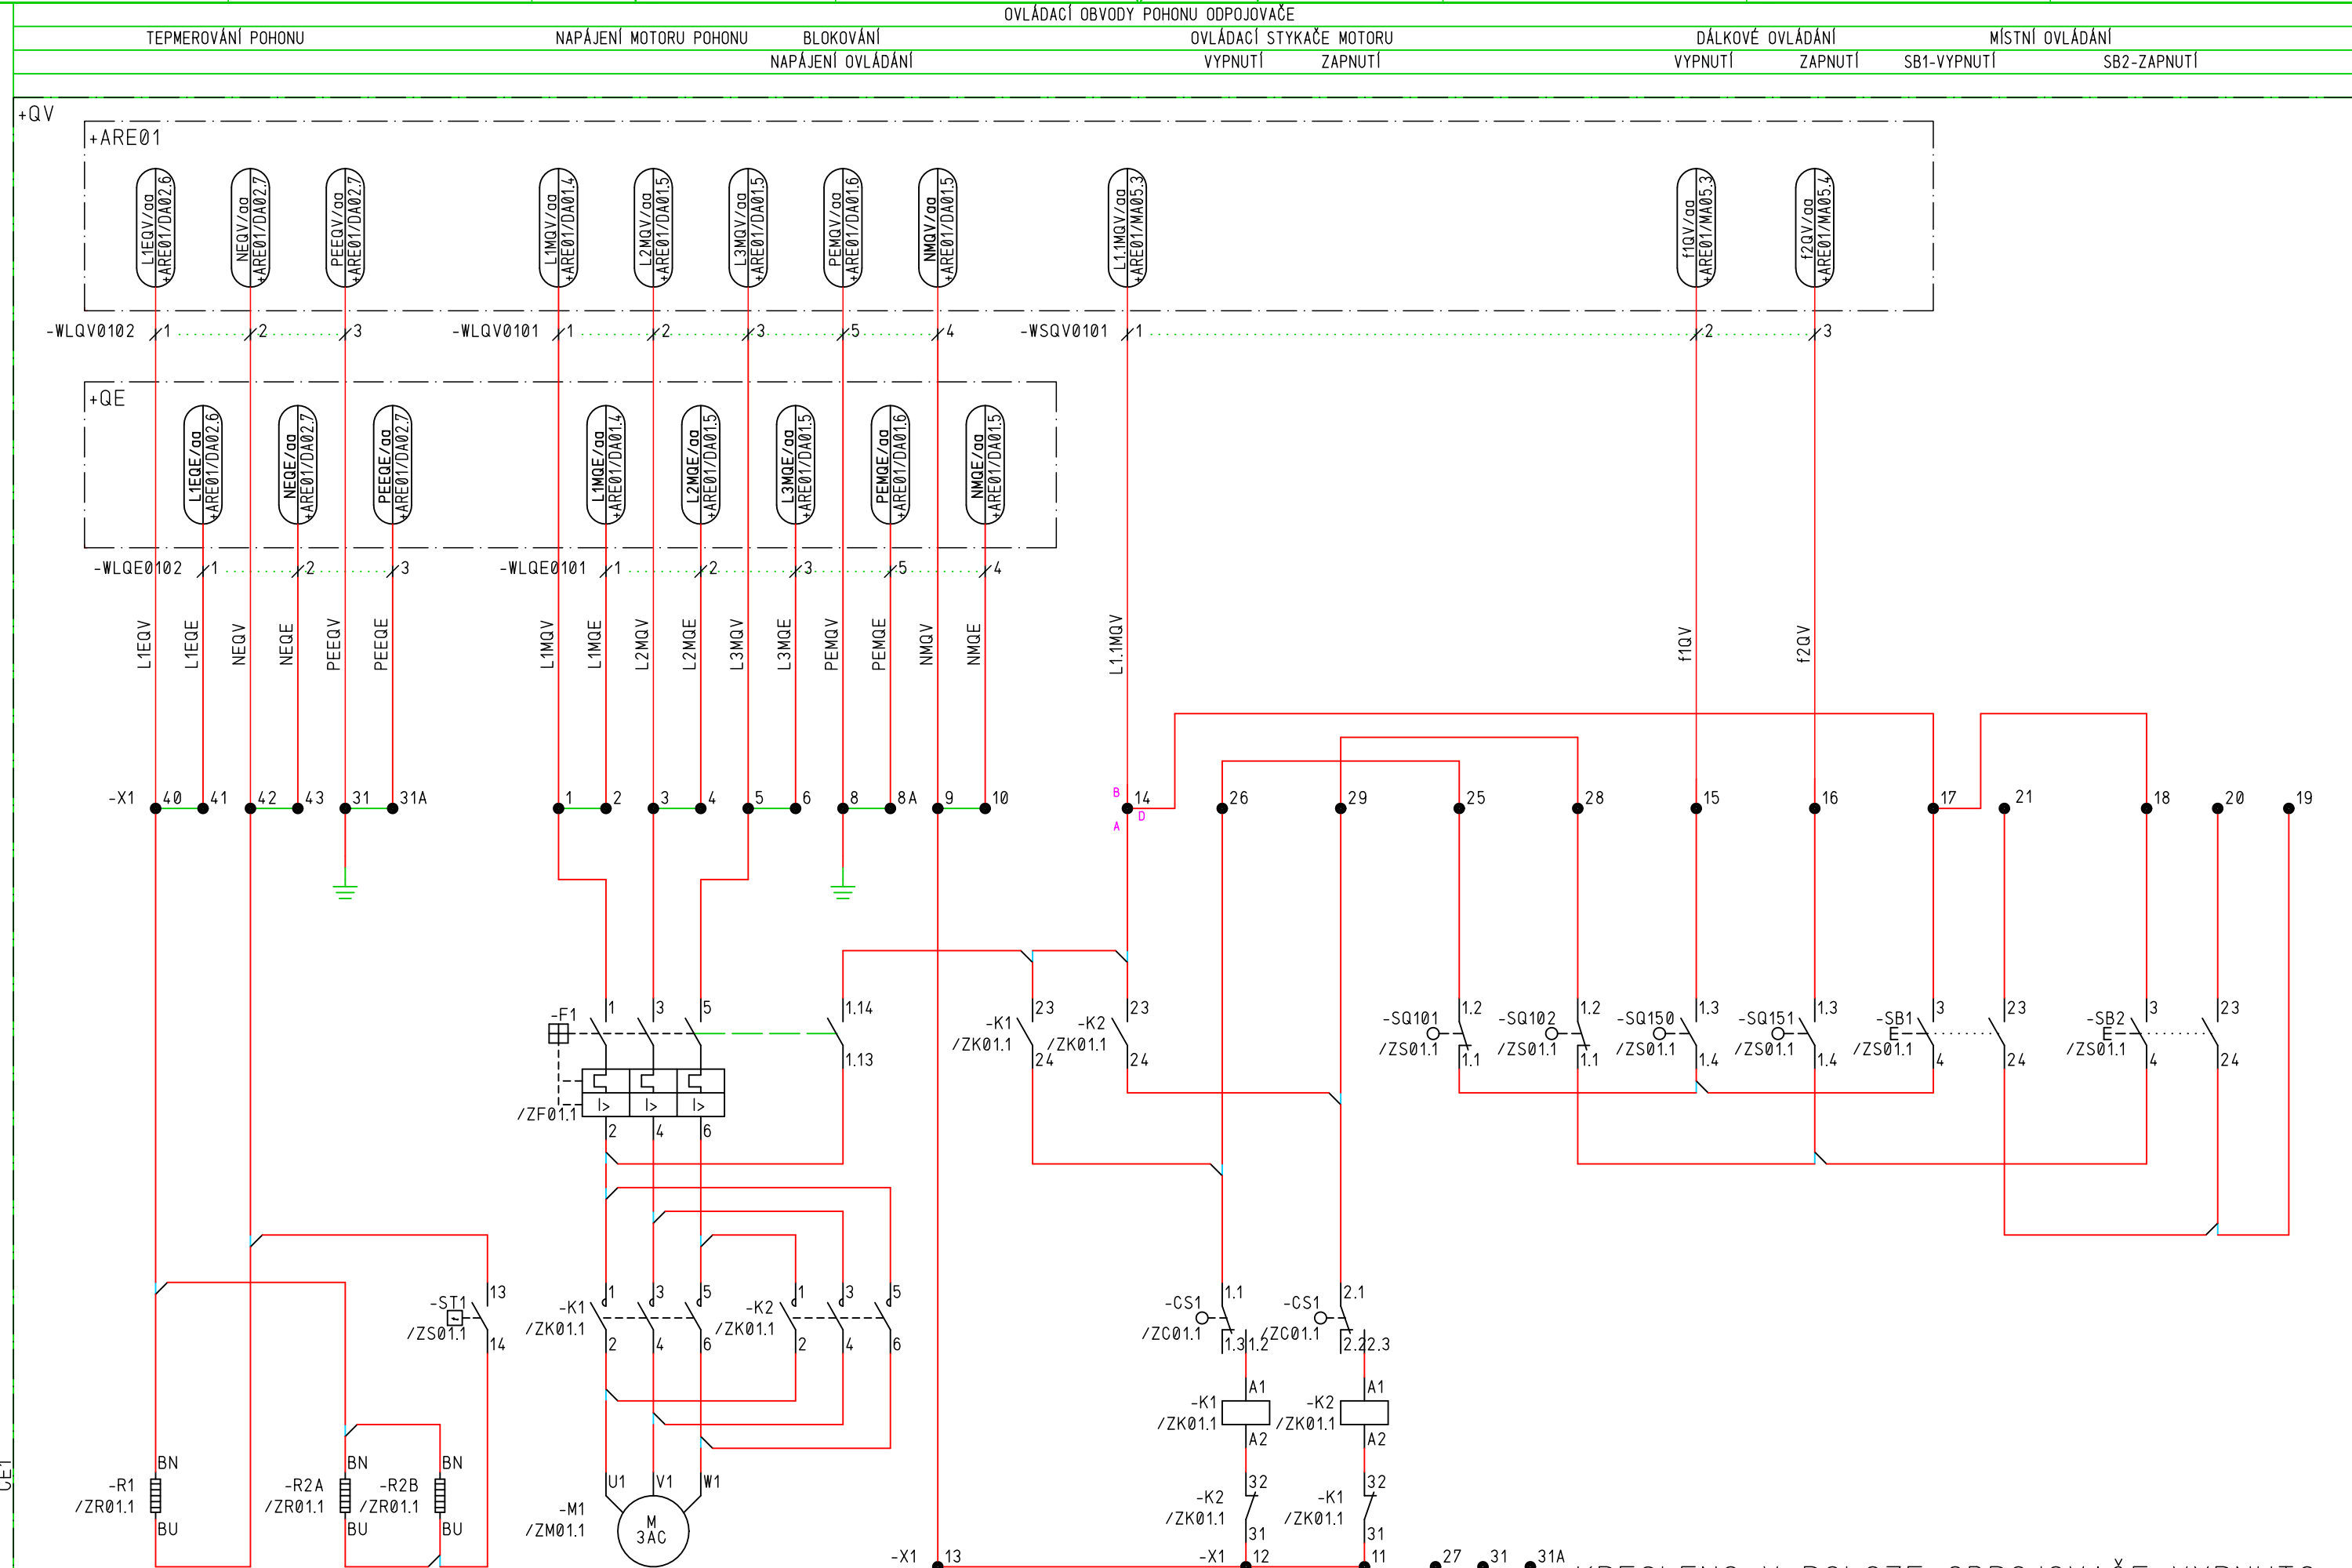 OVLÁDACÍ OBVODY POHONU ODPOJOVAČE
TEPMEROVÁNÍ POHONU NAPÁJENÍ MOTORU POHONU BLOKOVÁNÍ OVLÁDACÍ STYKAČE MOTORU DÁLKOVÉ OVLÁDÁNÍ MÍSTNÍ OVLÁDÁNÍ
NAPÁJENÍ OVLÁDÁNÍ VYPNUTÍ ZAPNUTÍ VYPNUTÍ ZAPNUTÍ SB1-VYPNUTÍ SB2-ZAPNUTÍ
+QV
+ARE01
L1EQV/aa +ARE01/DA02.6
NEQV/aa +ARE01/DA02.7
PEEQV/aa +ARE01/DA02.7
L1MQV/aa +ARE01/DA01.4
L2MQV/aa +ARE01/DA01.5
L3MQV/aa +ARE01/DA01.5
PEMQV/aa +ARE01/DA01.6
NMQV/aa +ARE01/DA01.5
L1.1MQV/aa +ARE01/MA05.3
f1QV/aa +ARE01/MA05.3
f2QV/aa +ARE01/MA05.4
-WLQV0102 1 2 3 -WLQV0101 1 2 3 5 4 -WSQV0101 1 2 3
+QE
L1EQE/aa +ARE01/DA02.6
NEQE/aa +ARE01/DA02.7
PEEQE/aa +ARE01/DA02.7
L1MQE/aa +ARE01/DA01.4
L2MQE/aa +ARE01/DA01.5
L3MQE/aa +ARE01/DA01.5
PEMQE/aa +ARE01/DA01.6
NMQE/aa +ARE01/DA01.5
-WLQE0102 1 2 3 -WLQE0101 1 2 3 5 4
L1EQV L1EQE NEQV NEQE PEEQV PEEQE L1MQV L1MQE L2MQV L2MQE L3MQV L3MQE PEMQV PEMQE NMQV NMQE L1.1MQV f1QV f2QV
-X1 40 41 42 43 31 31A 1 2 3 4 5 6 8 8A 9 10 B 14 26 29 25 28 15 16 17 21 18 20 19
A D
1 3 5 1.14 23 23 1.2 1.2 1.3 1.3 3 23 3 23
-F1 -K1 -K2 -SQ101 -SQ102 -SQ150 -SQ151 -SB1 -SB2
/ZK01.1 /ZK01.1 /ZS01.1 /ZS01.1 /ZS01.1 /ZS01.1 /ZS01.1 /ZS01.1
1.13 24 24 1.1 1.1 1.4 1.4 4 24 4 24
E E
I> I> I>
/ZF01.1
2 4 6
13 1 3 5 1 3 5 1.1 2.1
-ST1 -K1 -K2 -CS1 -CS1
/ZS01.1 /ZK01.1 /ZK01.1 /ZC01.1 /ZC01.1
14 2 4 6 2 4 6 1.3 1.2 2.2 2.3
A1 A1
-K1 -K2
/ZK01.1 /ZK01.1
A2 A2
CE1
BN BN BN U1 V1 W1 32 32
-R1 -R2A -R2B -M1 -K2 -K1
/ZR01.1 /ZR01.1 /ZR01.1 /ZM01.1 /ZK01.1 /ZK01.1
BU BU BU M 31 31
3AC
-X1 13 -X1 12 11 27 31 31A